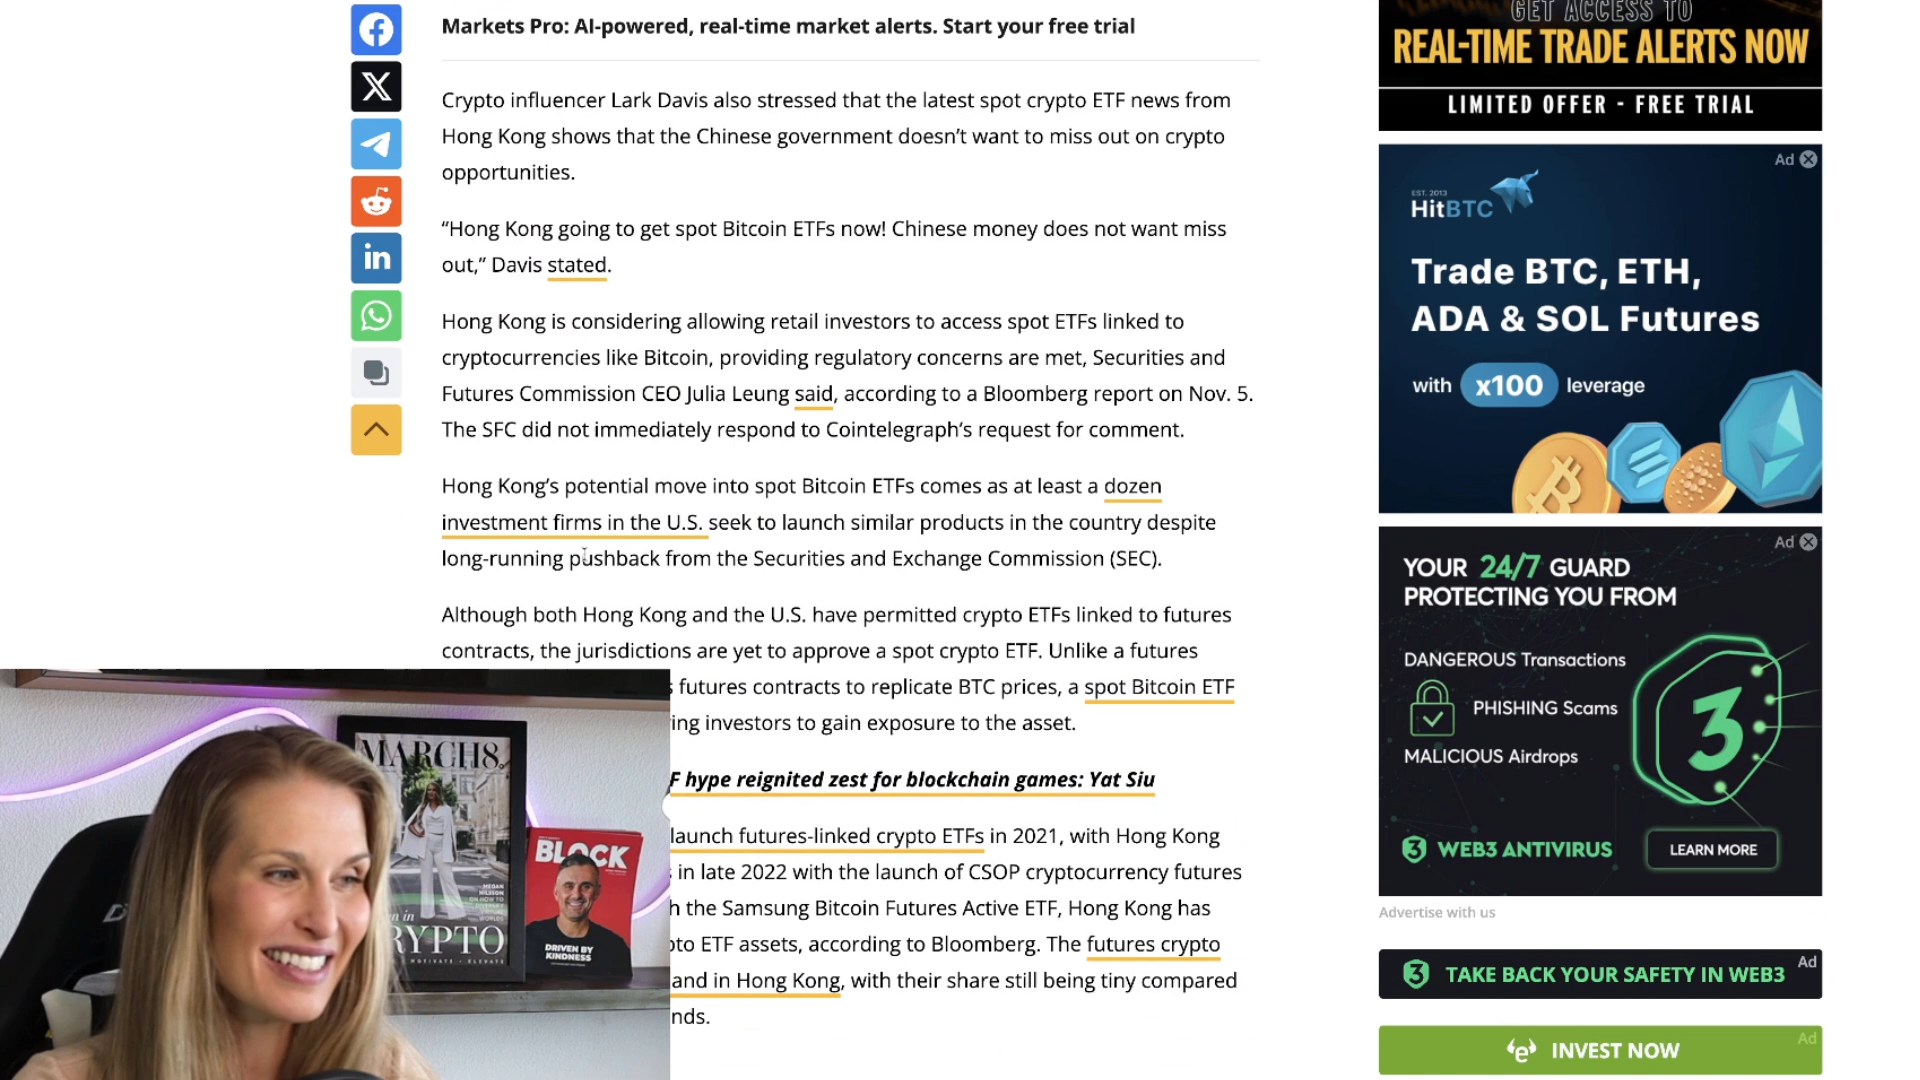 Markets Pro: AI-powered, real-time market alerts. Start your free trial
Crypto influencer Lark Davis also stressed that the latest spot crypto ETF news from
Hong Kong shows that the Chinese government doesn’t want to miss out on crypto
opportunities.
“Hong Kong going to get spot Bitcoin ETFs now! Chinese money does not want miss
out,” Davis stated.
Hong Kong is considering allowing retail investors to access spot ETFs linked to
cryptocurrencies like Bitcoin, providing regulatory concerns are met, Securities and
Futures Commission CEO Julia Leung said, according to a Bloomberg report on Nov. 5.
The SFC did not immediately respond to Cointelegraph’s request for comment.
Hong Kong’s potential move into spot Bitcoin ETFs comes as at least a dozen
investment firms in the U.S. seek to launch similar products in the country despite
long-running pushback from the Securities and Exchange Commission (SEC).
Although both Hong Kong and the U.S. have permitted crypto ETFs linked to futures
contracts, the jurisdictions are yet to approve a spot crypto ETF. Unlike a futures
futures contracts to replicate BTC prices, a spot Bitcoin ETF
ing investors to gain exposure to the asset.
F hype reignited zest for blockchain games: Yat Siu
launch futures-linked crypto ETFs in 2021, with Hong Kong
in late 2022 with the launch of CSOP cryptocurrency futures
h the Samsung Bitcoin Futures Active ETF, Hong Kong has
pto ETF assets, according to Bloomberg. The futures crypto
and in Hong Kong, with their share still being tiny compared
nds.
MARCH8.
RYPTO
BLOCK
DRIVEN BY
KINDNESS
GET ACCESS TO
REAL-TIME TRADE ALERTS NOW
LIMITED OFFER - FREE TRIAL
Ad
EST. 2013
HitBTC
Trade BTC, ETH,
ADA & SOL Futures
with x100 leverage
Ad
YOUR 24/7 GUARD
PROTECTING YOU FROM
DANGEROUS Transactions
PHISHING Scams
MALICIOUS Airdrops
3
3 WEB3 ANTIVIRUS
LEARN MORE
Advertise with us
3 TAKE BACK YOUR SAFETY IN WEB3
Ad
INVEST NOW
Ad